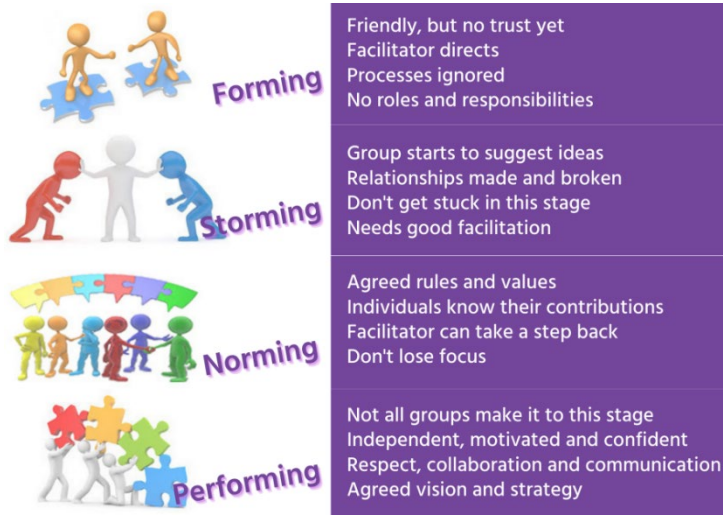 Forming
Friendly, but no trust yet
Facilitator directs
Processes ignored
No roles and responsibilities
Storming
Group starts to suggest ideas
Relationships made and broken
Don't get stuck in this stage
Needs good facilitation
Norming
Agreed rules and values
Individuals know their contributions
Facilitator can take a step back
Don't lose focus
Performing
Not all groups make it to this stage
Independent, motivated and confident
Respect, collaboration and communication
Agreed vision and strategy